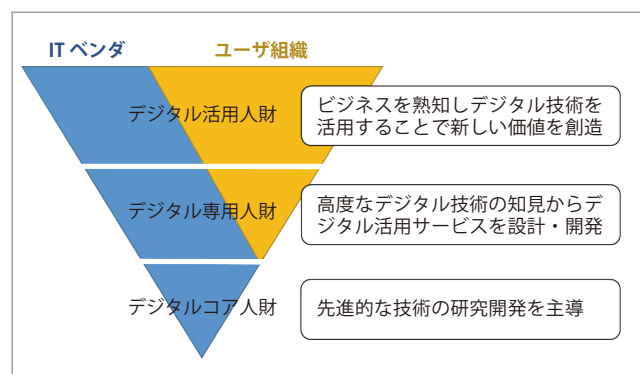 IT ベンダ
ユーザ組織
デジタル活用人財
ビジネスを熟知しデジタル技術を
活用することで新しい価値を創造
デジタル専用人財
高度なデジタル技術の知見からデ
ジタル活用サービスを設計・開発
デジタルコア人財
先進的な技術の研究開発を主導